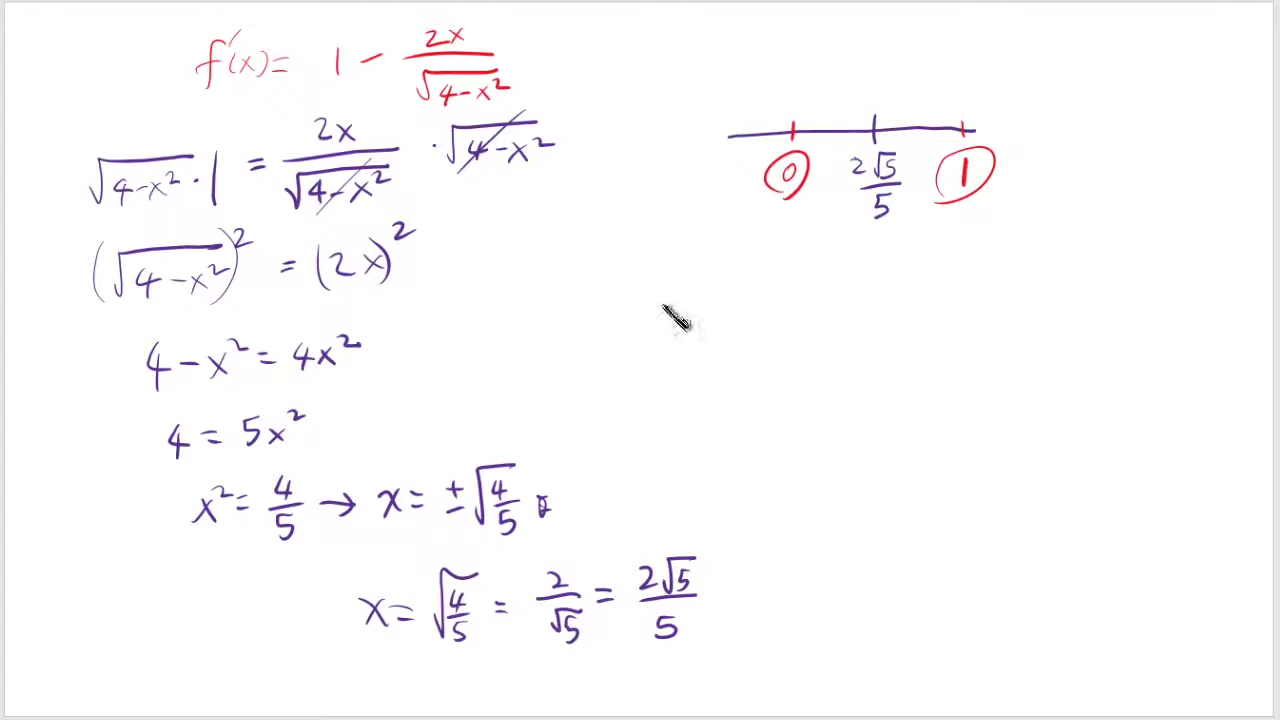 f'(x) = 1 - 2x/√(4-x²)
√(4-x²) · 1 = 2x/√(4-x²) · √(4-x²)
(√(4-x²))² = (2x)²
4 - x² = 4x²
4 = 5x²
x² = 4/5 → x = ±√(4/5)
x = √(4/5) = 2/√5 = 2√5/5
0 2√5/5 1